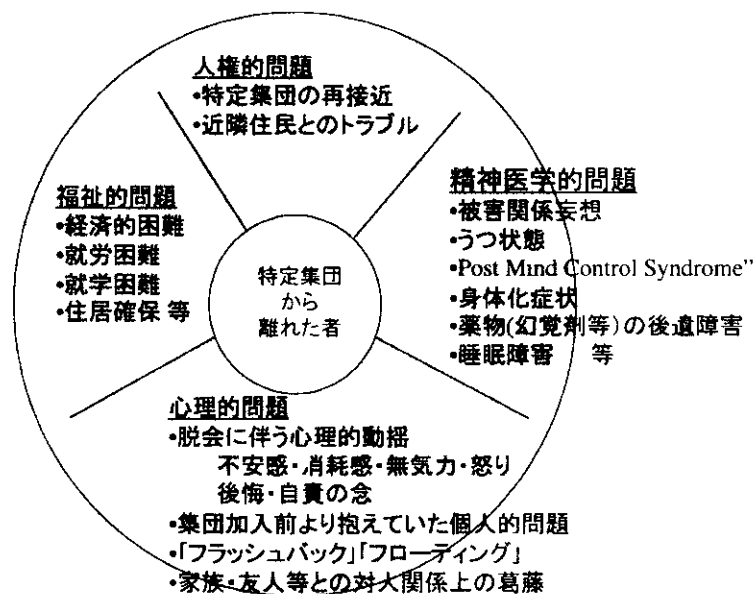 人権的問題
•特定集団の再接近
•近隣住民とのトラブル
福祉的問題
•経済的困難
•就労困難
•就学困難
•住居確保 等
精神医学的問題
•被害関係妄想
•うつ状態
•Post Mind Control Syndrome”
•身体化症状
•薬物(幻覚剤等)の後遺障害
•睡眠障害　等
特定集団
から
離れた者
心理的問題
•脱会に伴う心理的動揺
不安感・消耗感・無気力・怒り
後悔・自責の念
•集団加入前より抱えていた個人的問題
•「フラッシュバック」「フローティング」
•家族・友人等との対人関係上の葛藤